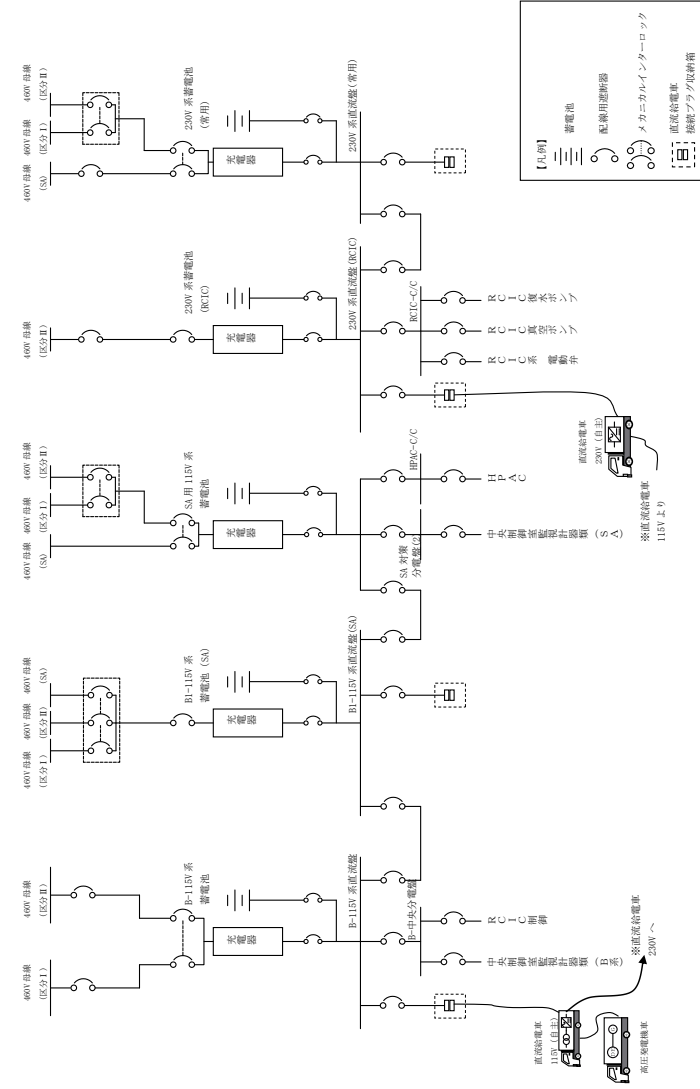 460V 母線
(区分Ⅰ)
460V 母線
(区分Ⅱ)
B-115V 系
蓄電池
充電器
B-115V 系直流盤
B-中央分電盤
中央制御室監視計器類(B系)
RCIC制御
直流給電車
115V(自主)
高圧発電機車
※直流給電車
230V へ
460V 母線
(区分Ⅰ)
460V 母線
(区分Ⅱ)
460V 母線
(SA)
B1-115V 系
蓄電池 (SA)
充電器
B1-115V 系直流盤(SA)
460V 母線
(SA)
460V 母線
(区分Ⅰ)
460V 母線
(区分Ⅱ)
SA 用 115V 系
蓄電池
充電器
SA 対策
分電盤(2)
HPAC-C/C
中央制御室監視計器類(SA)
HPAC
460V 母線
(区分Ⅱ)
230V 系蓄電池
(RCIC)
充電器
230V 系直流盤(RCIC)
RCIC-C/C
RCIC系 電動弁
RCIC真空ポンプ
RCIC復水ポンプ
直流給電車
230V(自主)
※直流給電車
115V より
460V 母線
(SA)
460V 母線
(区分Ⅰ)
460V 母線
(区分Ⅱ)
230V 系蓄電池
(常用)
充電器
230V 系直流盤(常用)
【凡例】
蓄電池
配線用遮断器
メカニカルインターロック
直流給電車
接続プラグ収納箱